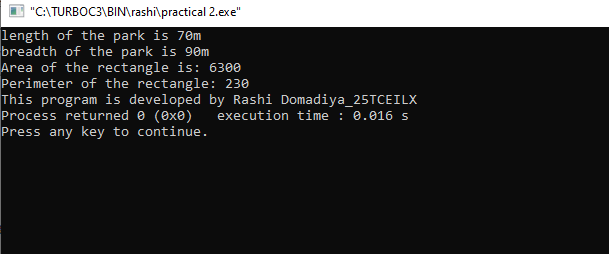 "C:\TURBOC3\BIN\rashi\practical 2.exe"
length of the park is 70m
breadth of the park is 90m
Area of the rectangle is: 6300
Perimeter of the rectangle: 230
This program is developed by Rashi Domadiya_25TCEILX
Process returned 0 (0x0)   execution time : 0.016 s
Press any key to continue.